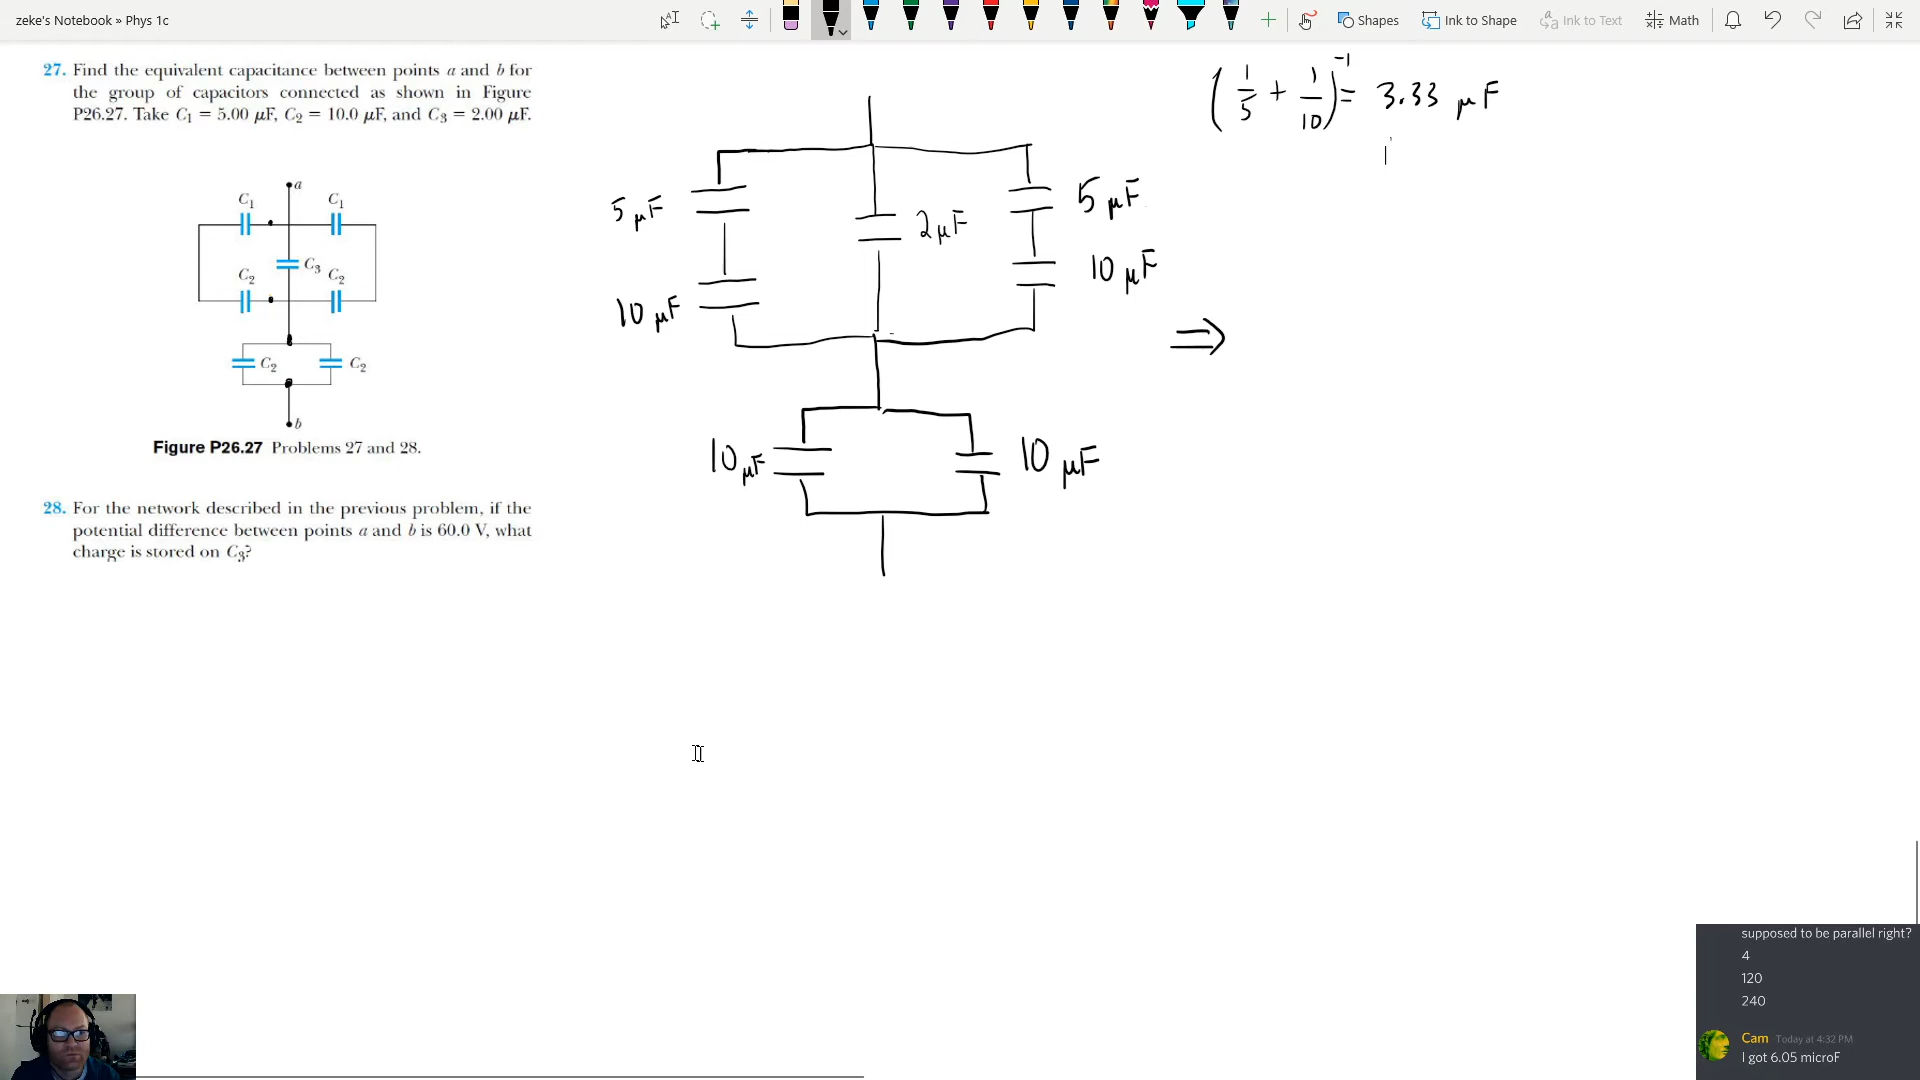 zeke's Notebook » Phys 1c
Shapes
Ink to Shape
Ink to Text
Math
27. Find the equivalent capacitance between points a and b for
the group of capacitors connected as shown in Figure
P26.27. Take C₁ = 5.00 μF, C₂ = 10.0 μF, and C₃ = 2.00 μF.
a
C₁ C₁
C₃
C₂ C₂
C₂ C₂
b
Figure P26.27 Problems 27 and 28.
28. For the network described in the previous problem, if the
potential difference between points a and b is 60.0 V, what
charge is stored on C₃?
5 μF
2 μF
5 μF
10 μF
10 μF
⇒
10 μF
10 μF
(1/5 + 1/10)⁻¹ = 3.33 μF
supposed to be parallel right?
4
120
240
Cam Today at 4:32 PM
I got 6.05 microF